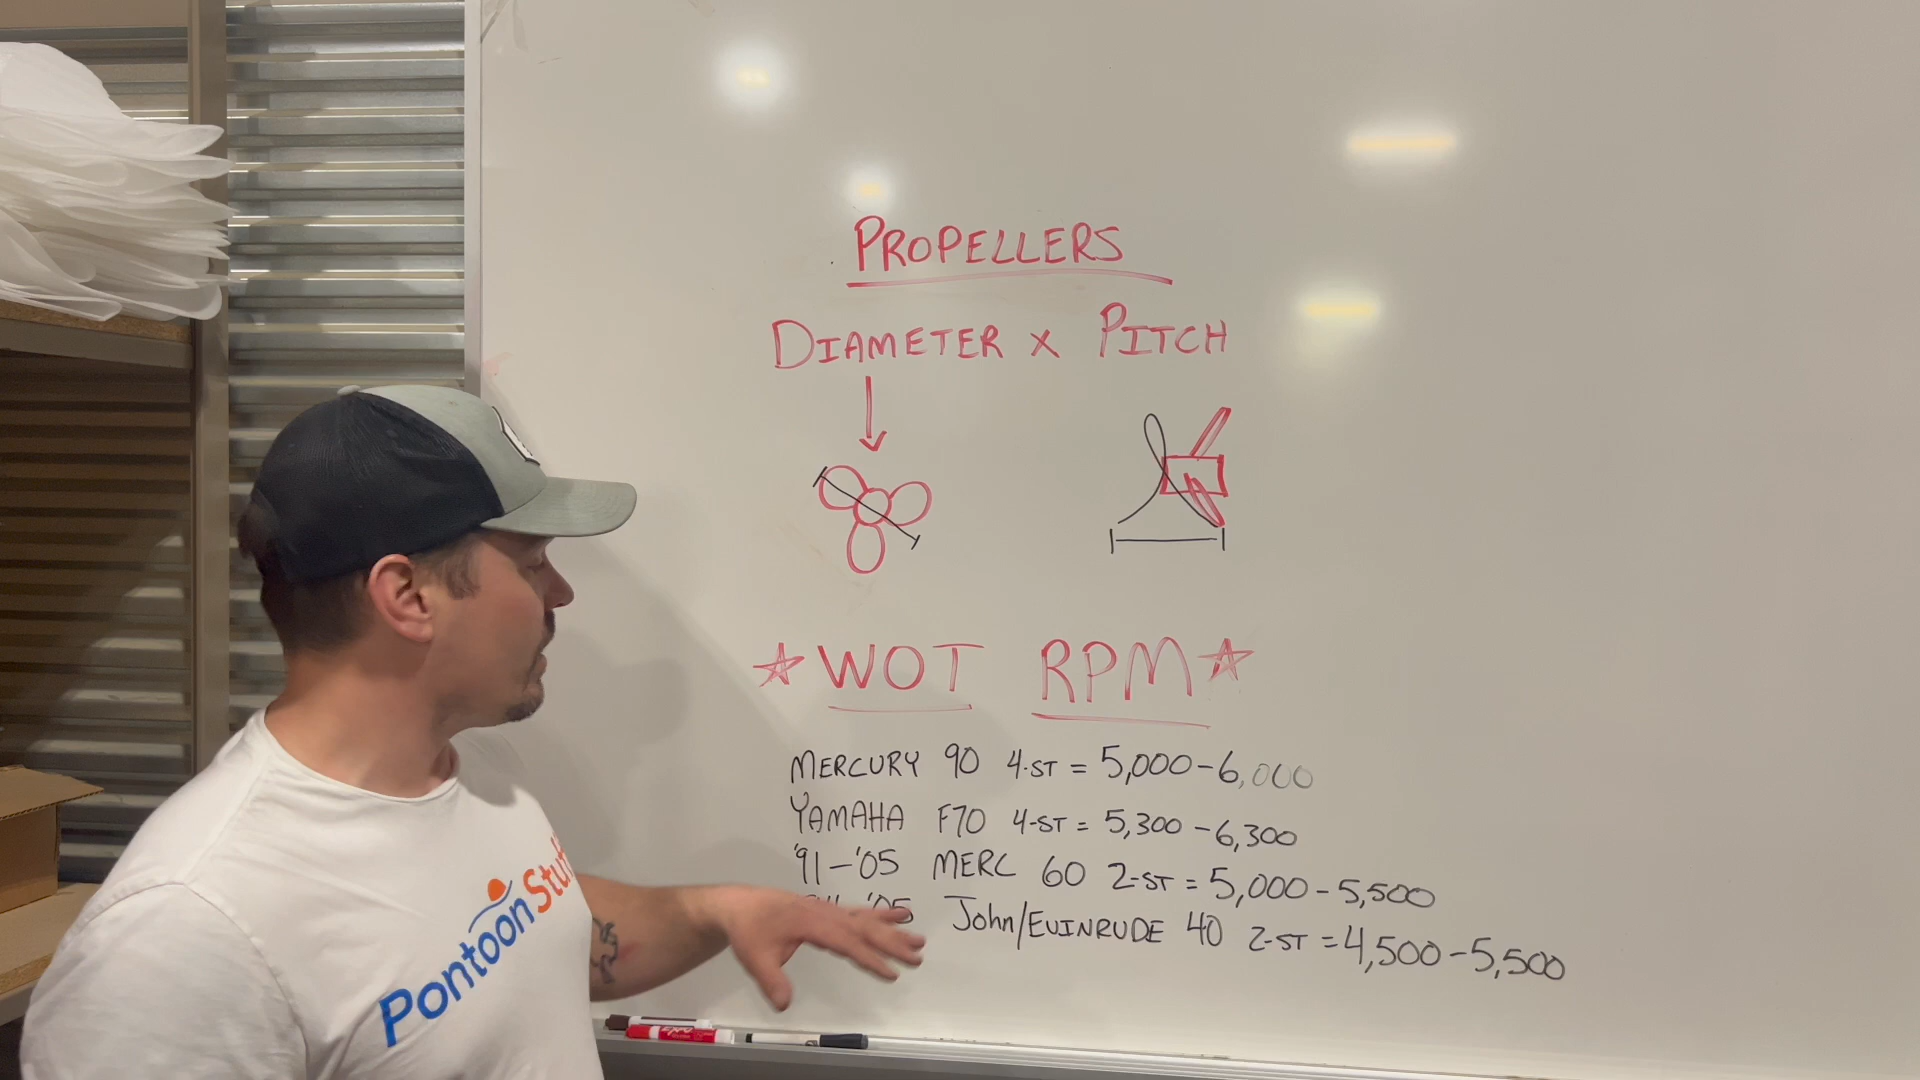 PROPELLERS
DIAMETER x PITCH
☆WOT RPM☆
MERCURY 90 4-ST = 5,000-6,000
YAMAHA F70 4-ST = 5,300-6,300
'91-'05 MERC 60 2-ST = 5,000-5,500
'05 John/EVINRUDE 40 2-ST = 4,500-5,500
PontoonStuff
EXPO